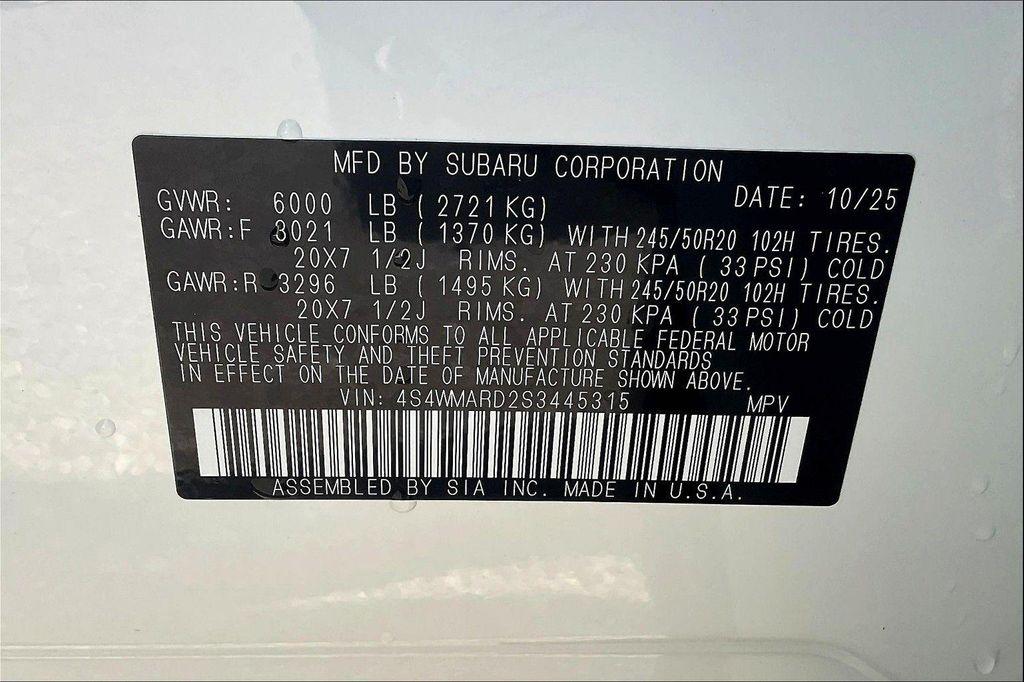 MFD BY SUBARU CORPORATION
GVWR: 6000 LB ( 2721 KG) DATE: 10/25
GAWR:F 3021 LB ( 1370 KG) WITH 245/50R20 102H TIRES.
20X7 1/2J RIMS. AT 230 KPA ( 33 PSI) COLD
GAWR:R 3296 LB ( 1495 KG) WITH 245/50R20 102H TIRES.
20X7 1/2J RIMS. AT 230 KPA ( 33 PSI) COLD
THIS VEHICLE CONFORMS TO ALL APPLICABLE FEDERAL MOTOR
VEHICLE SAFETY AND THEFT PREVENTION STANDARDS
IN EFFECT ON THE DATE OF MANUFACTURE SHOWN ABOVE.
VIN: 4S4WMARD2S3445315 MPV
ASSEMBLED BY SIA INC. MADE IN U.S.A.